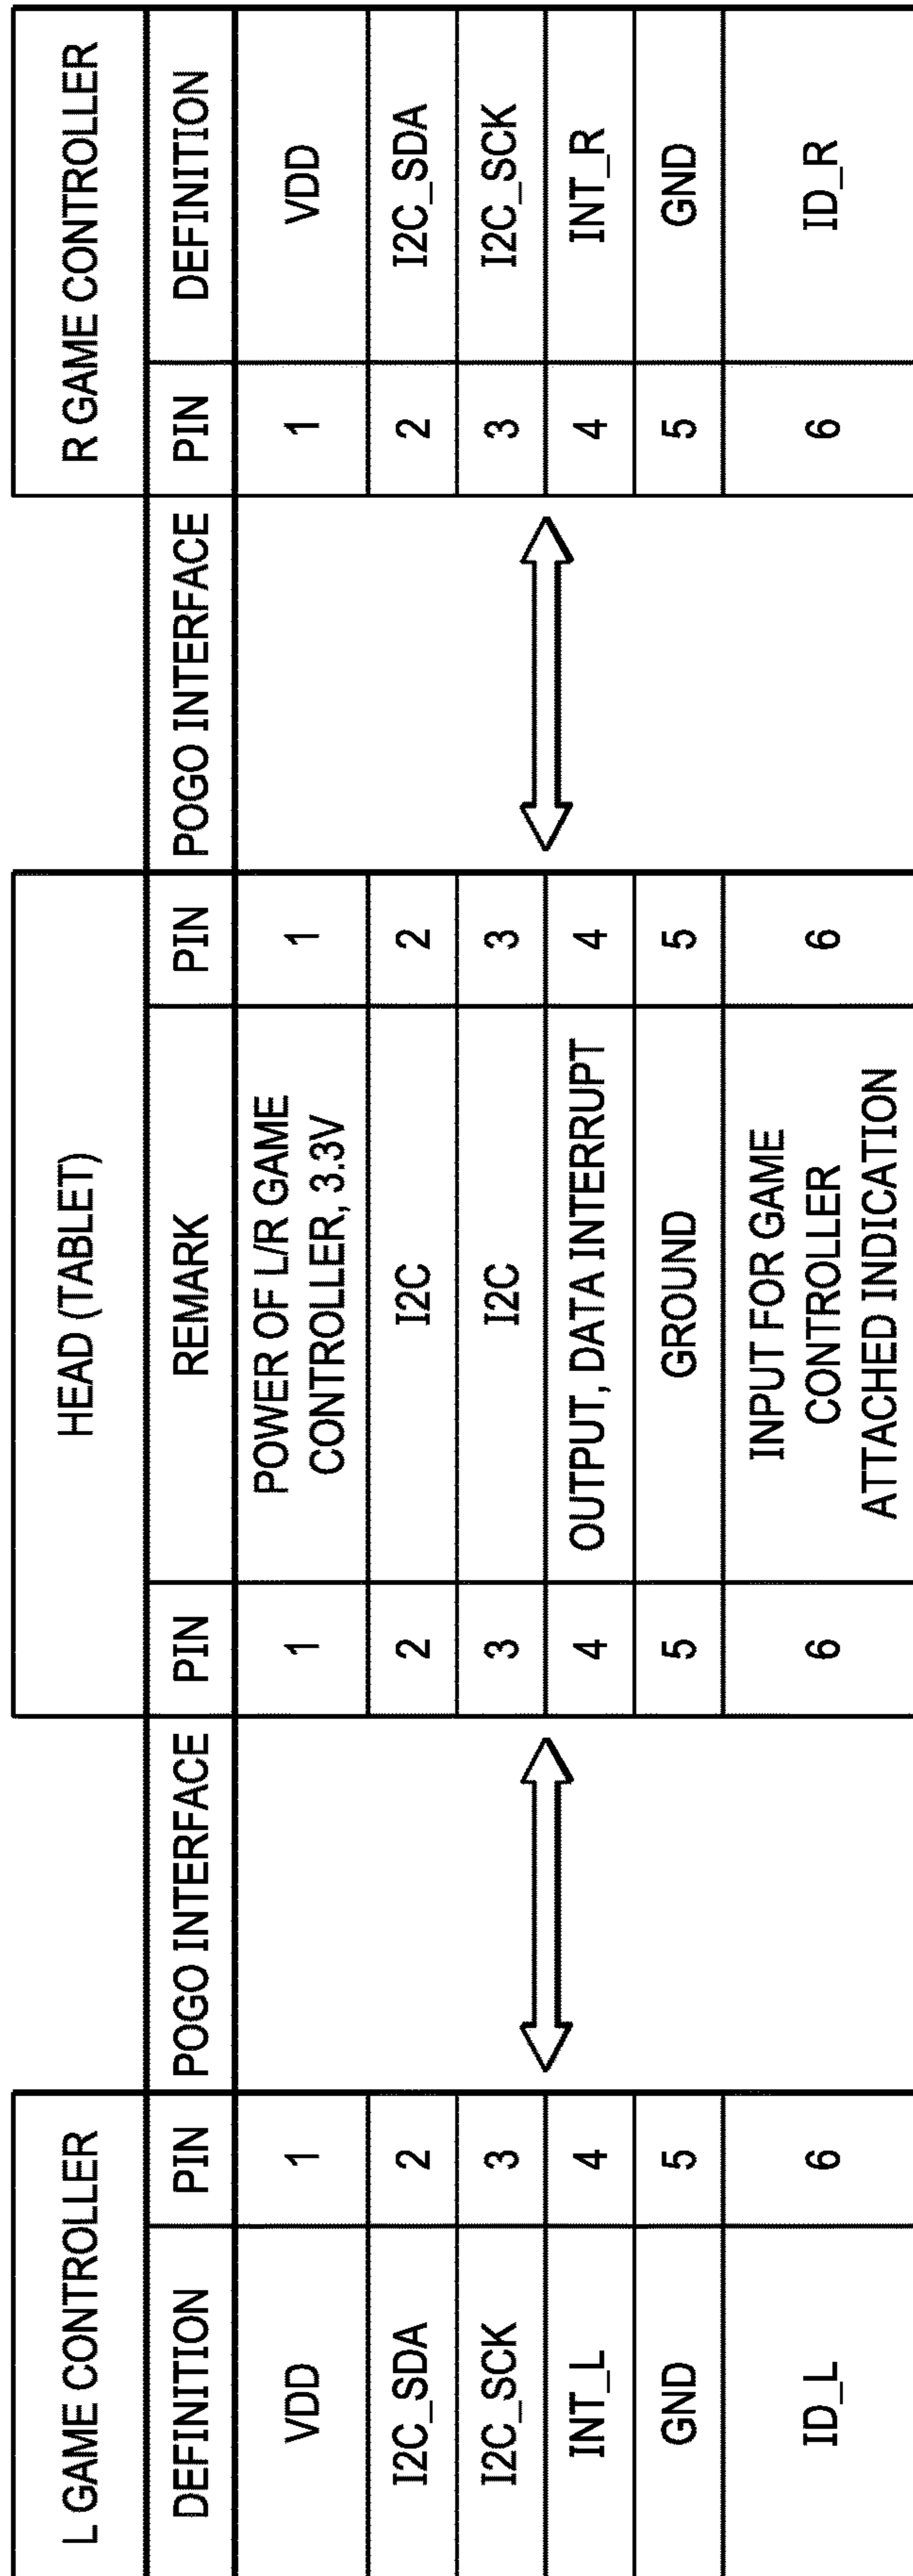 L GAME CONTROLLER HEAD (TABLET) R GAME CONTROLLER
DEFINITION PIN POGO INTERFACE PIN REMARK PIN POGO INTERFACE PIN DEFINITION
VDD 1 1 POWER OF L/R GAME 1 1 VDD
CONTROLLER, 3.3V
I2C_SDA 2 2 I2C 2 2 I2C_SDA
I2C_SCK 3 3 I2C 3 3 I2C_SCK
INT_L 4 4 OUTPUT, DATA INTERRUPT 4 4 INT_R
GND 5 5 GROUND 5 5 GND
ID_L 6 6 INPUT FOR GAME 6 6 ID_R
CONTROLLER
ATTACHED INDICATION